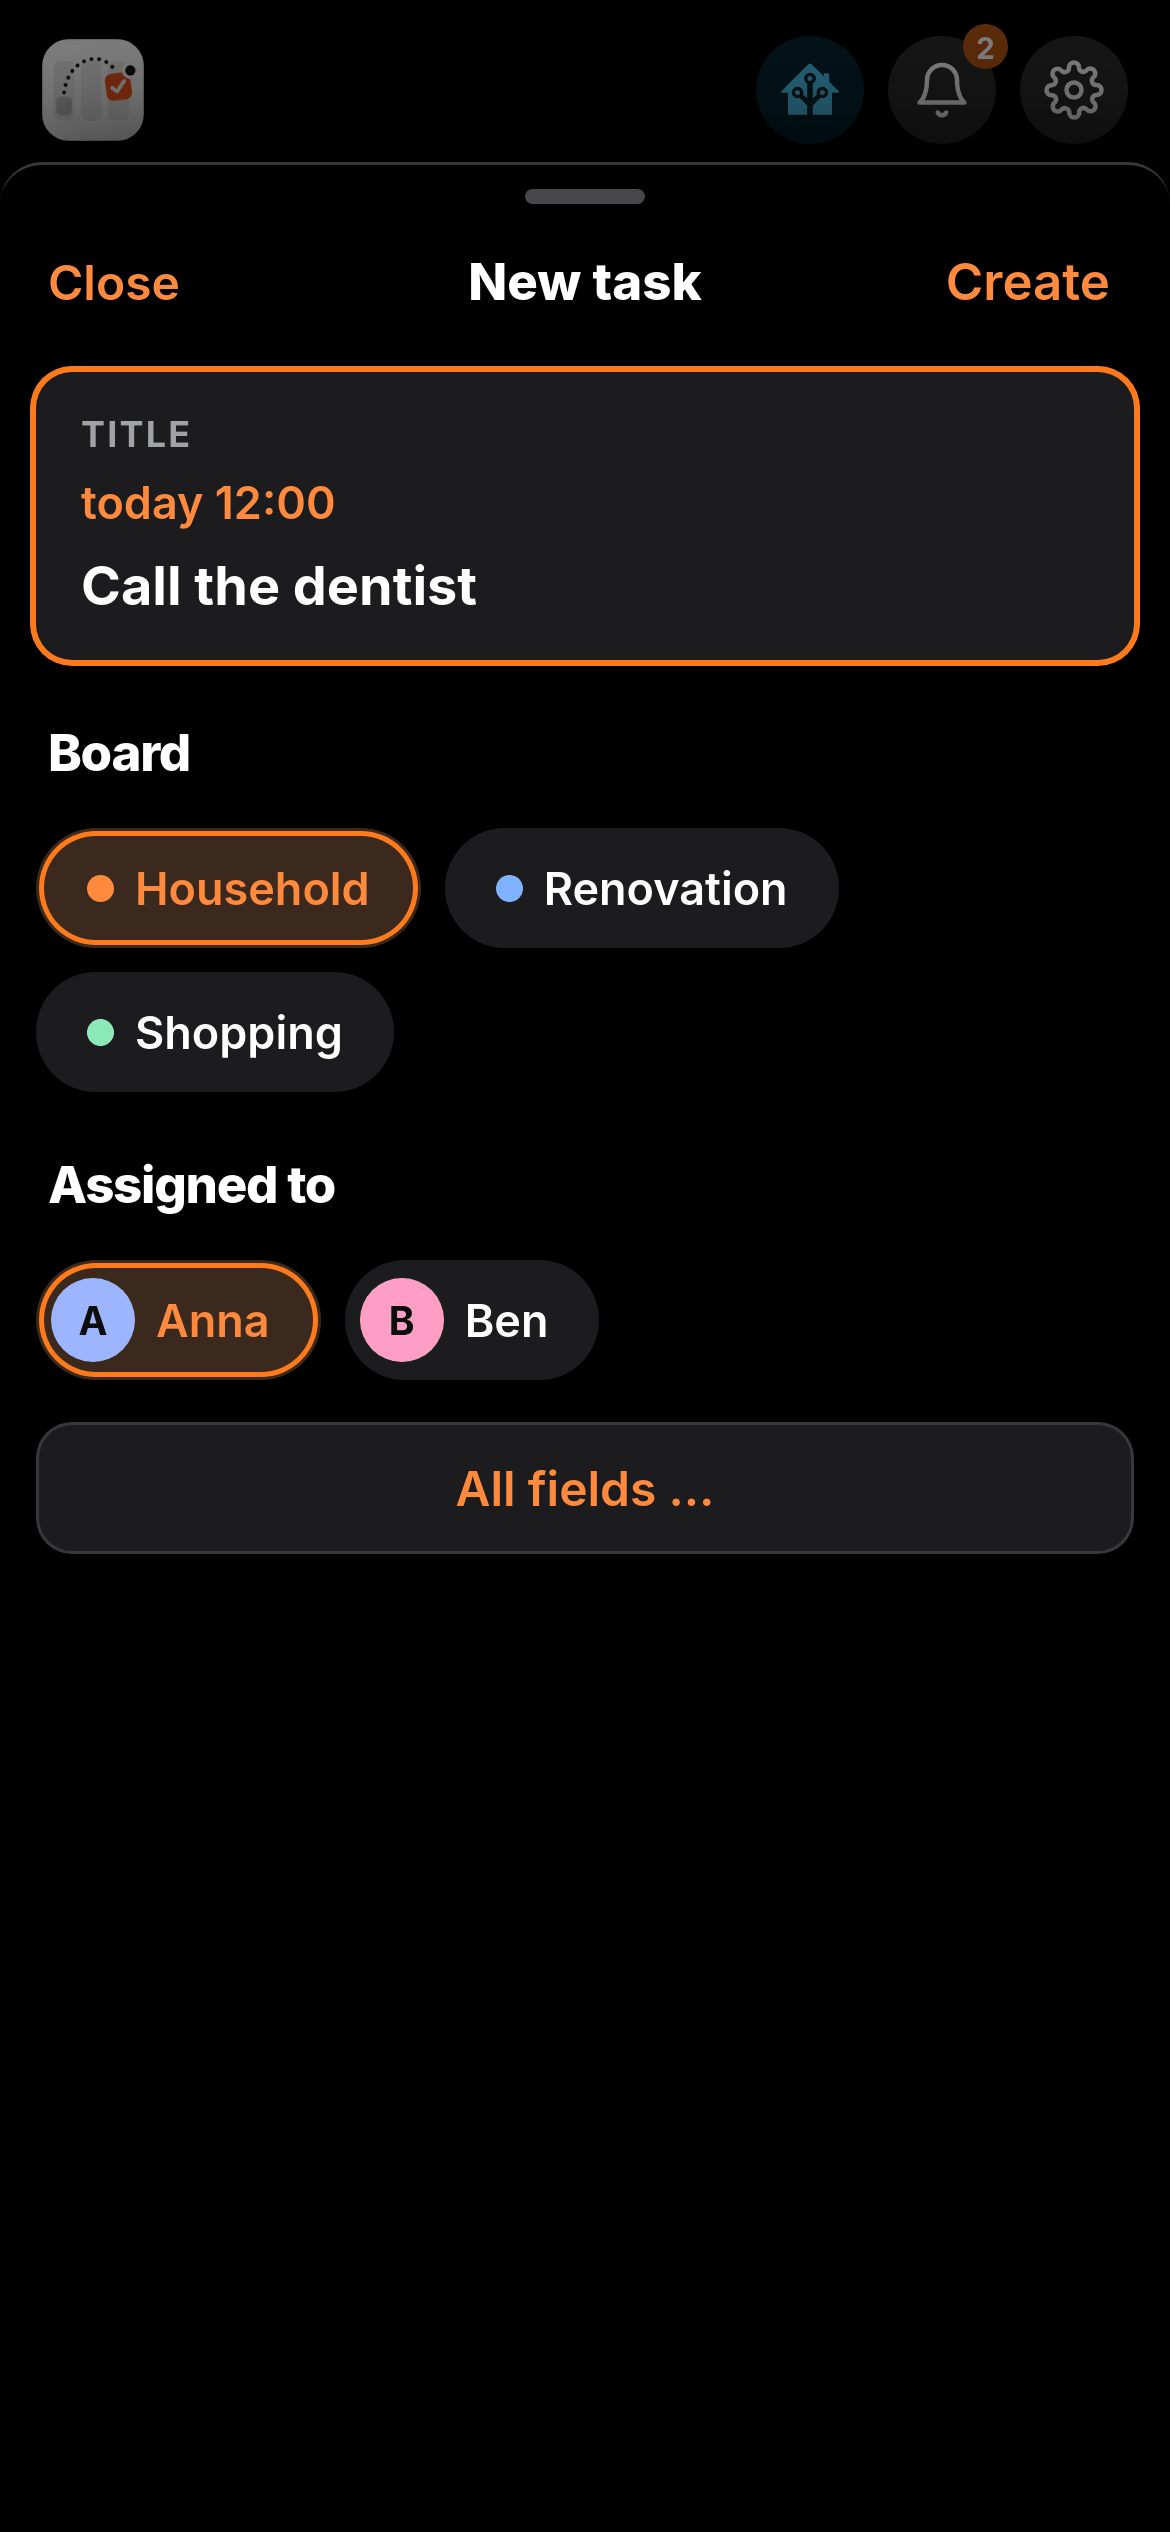 2
Close New task Create
TITLE
today 12:00
Call the dentist
Board
Household Renovation
Shopping
Assigned to
A Anna B Ben
All fields ...